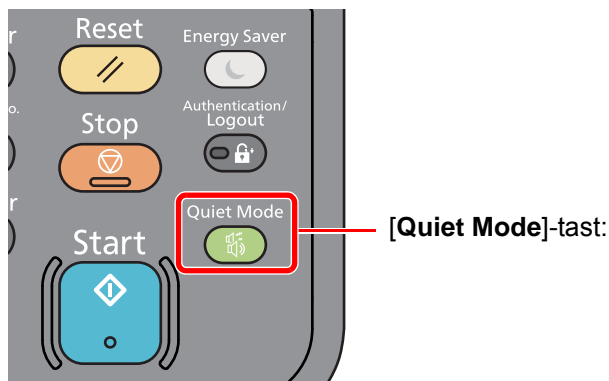 Reset
Energy Saver
Stop
Authentication/
Logout
Quiet Mode
Start
[Quiet Mode]-tast: